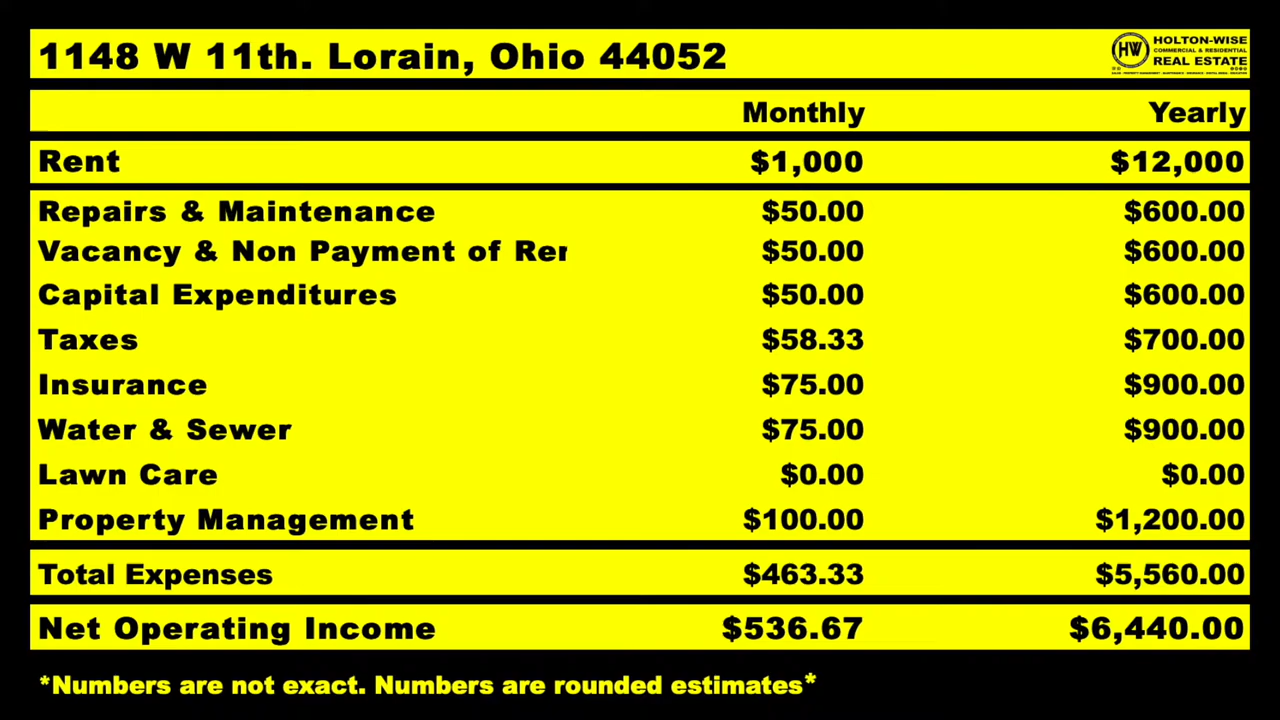 1148 W 11th. Lorain, Ohio 44052
HW
HOLTON-WISE
COMMERCIAL & RESIDENTIAL
REAL ESTATE
Monthly Yearly
Rent $1,000 $12,000
Repairs & Maintenance $50.00 $600.00
Vacancy & Non Payment of Rer $50.00 $600.00
Capital Expenditures $50.00 $600.00
Taxes $58.33 $700.00
Insurance $75.00 $900.00
Water & Sewer $75.00 $900.00
Lawn Care $0.00 $0.00
Property Management $100.00 $1,200.00
Total Expenses $463.33 $5,560.00
Net Operating Income $536.67 $6,440.00
*Numbers are not exact. Numbers are rounded estimates*